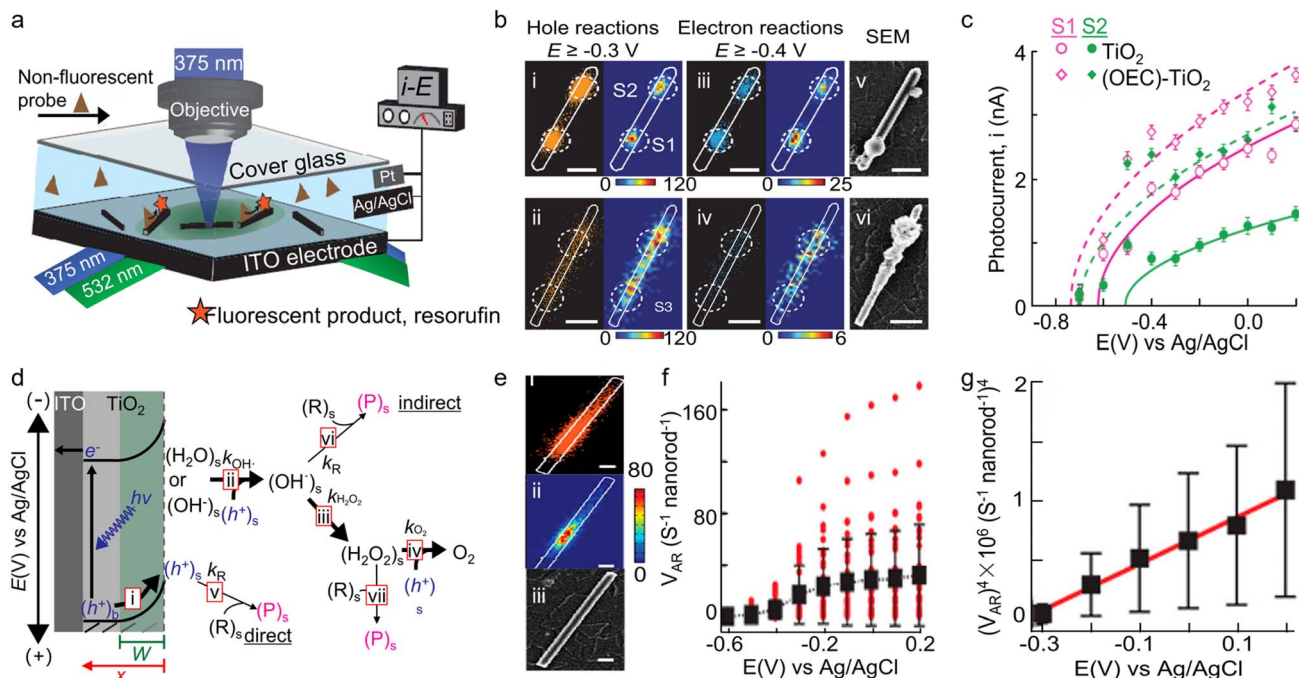 a
375 nm
Non-fluorescent
probe
Objective
i-E
Cover glass
Pt
Ag/AgCl
ITO electrode
375 nm
532 nm
Fluorescent product, resorufin
b
Hole reactions
E ≥ -0.3 V
Electron reactions
E ≥ -0.4 V
SEM
i
S2
S1
iii
v
0 120
0 25
ii
S3
iv
vi
0 120
0 6
c
S1 S2
TiO2
(OEC)-TiO2
Photocurrent, i (nA)
4
2
0
-0.8 -0.4 0.0
E(V) vs Ag/AgCl
d
(-)
ITO
TiO2
E(V) vs Ag/AgCl
(+)
e-
hν
(h+)b
i
(h+)s
W
x
(H2O)s
or
(OH-)s
kOH·
ii
(h+)s
(OH·)s
(R)s
(P)s
indirect
vi
kR
kH2O2
iii
(H2O2)s
kO2
iv
O2
(h+)
s
kR
v
(R)s
(P)s
direct
(R)s
vii
(P)s
e
i
ii
iii
80
0
f
VAR (S-1 nanorod-1)
160
80
0
-0.6 -0.2 0.2
E(V) vs Ag/AgCl
g
(VAR)4 × 106 (S-1 nanorod-1)4
2
1
0
-0.3 -0.1 0.1 0.3
E(V) vs Ag/AgCl